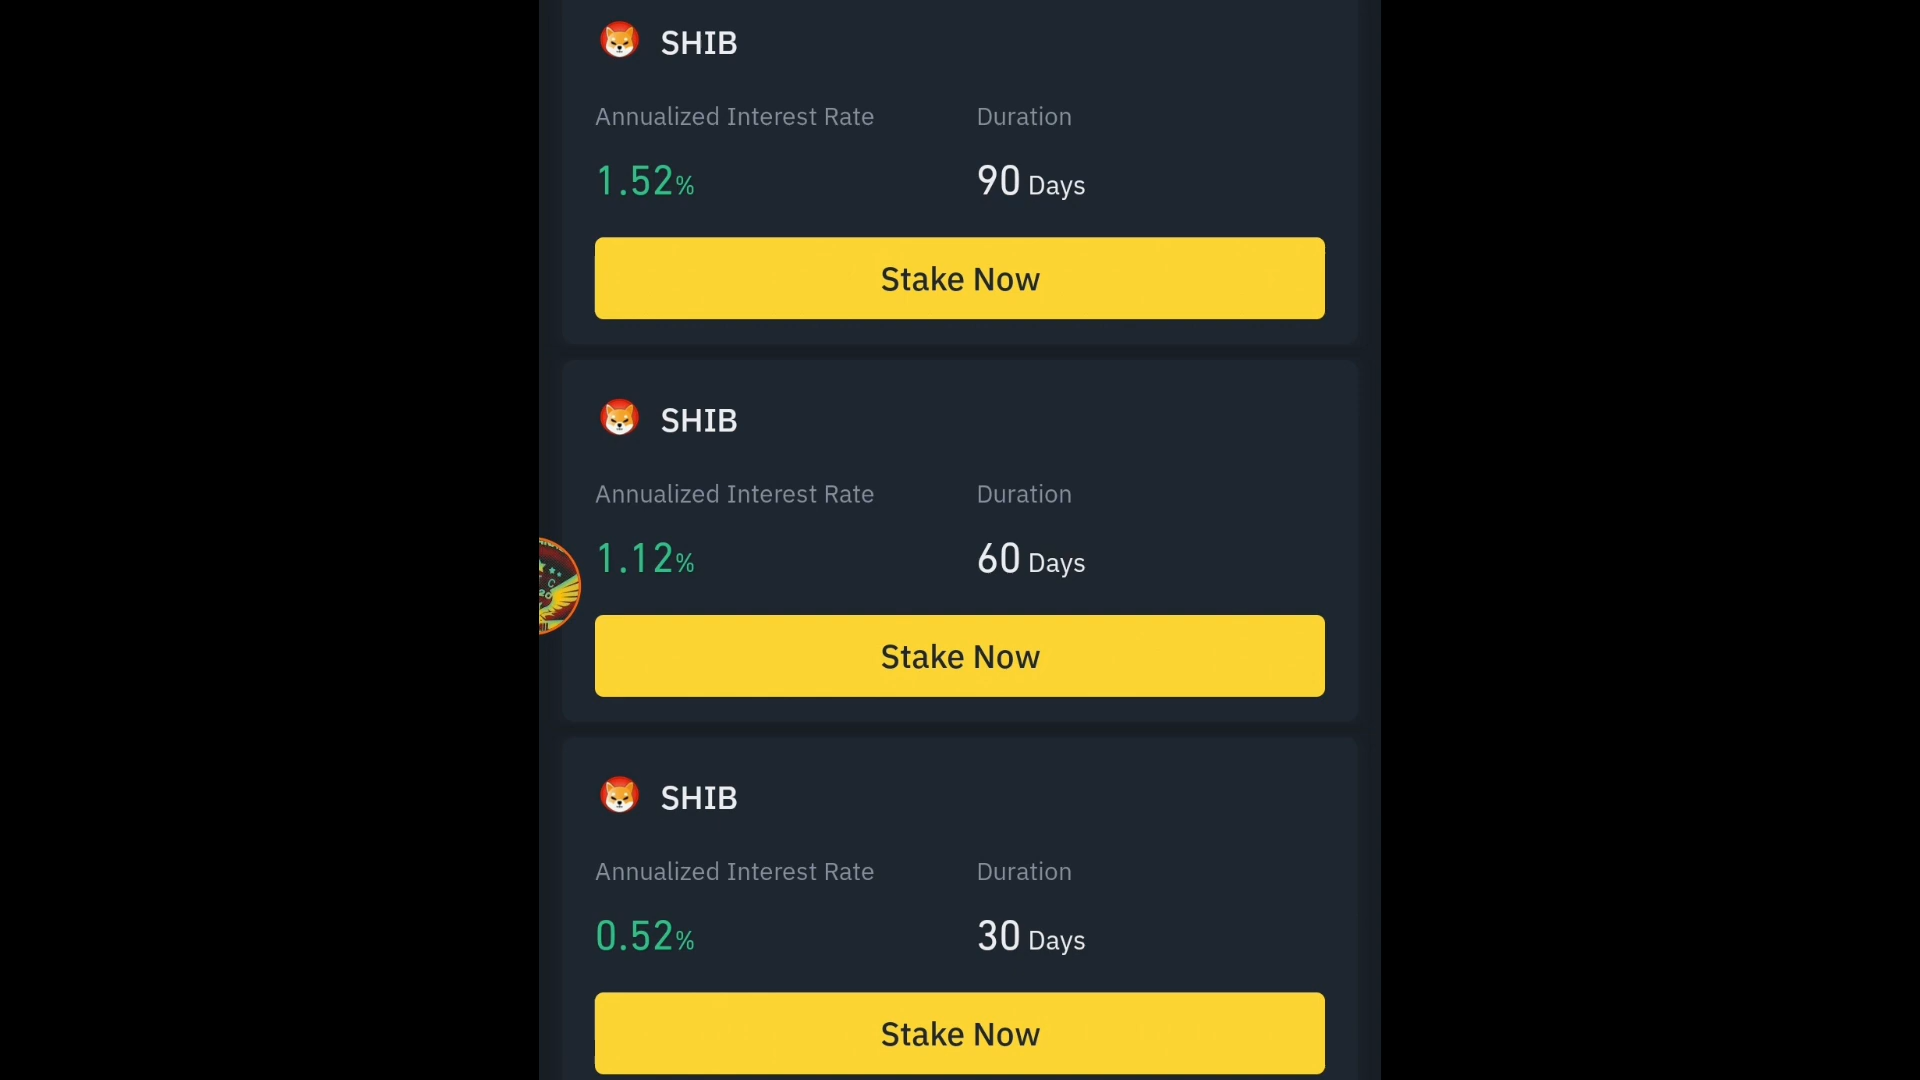 SHIB
Annualized Interest Rate Duration
1.52% 90 Days
Stake Now
SHIB
Annualized Interest Rate Duration
1.12% 60 Days
Stake Now
SHIB
Annualized Interest Rate Duration
0.52% 30 Days
Stake Now